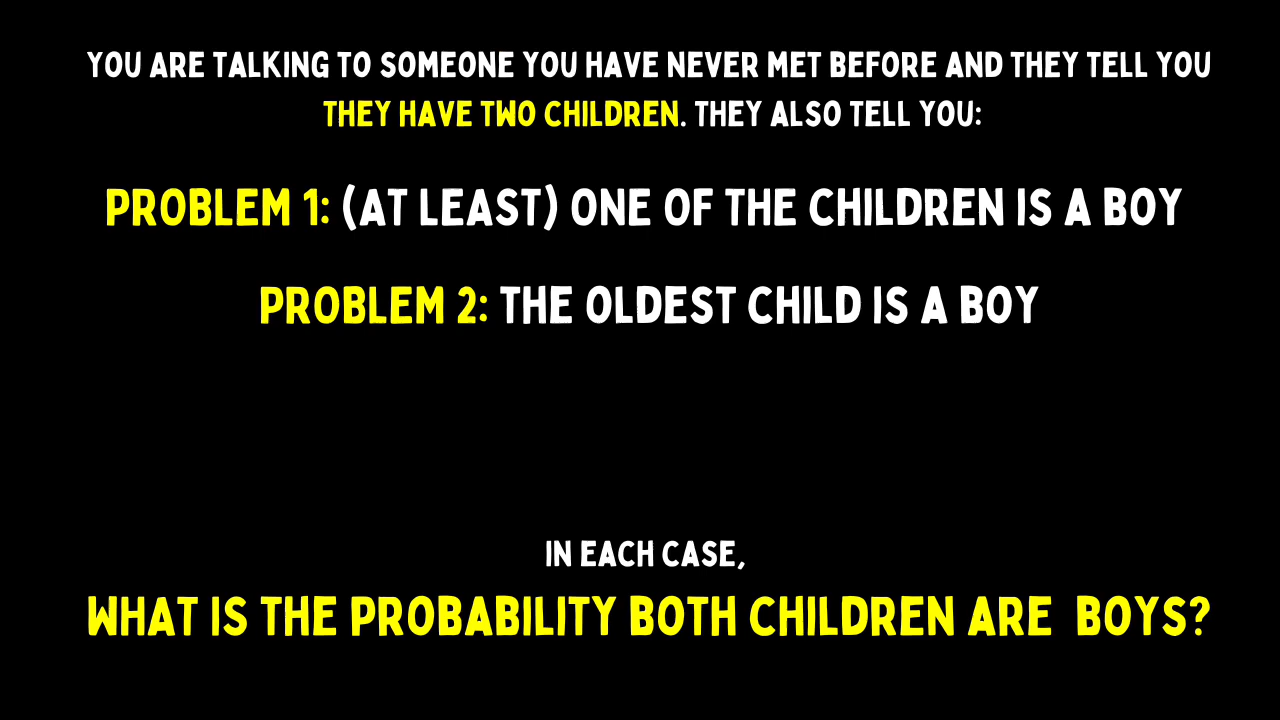 YOU ARE TALKING TO SOMEONE YOU HAVE NEVER MET BEFORE AND THEY TELL YOU
THEY HAVE TWO CHILDREN. THEY ALSO TELL YOU:
PROBLEM 1: (AT LEAST) ONE OF THE CHILDREN IS A BOY
PROBLEM 2: THE OLDEST CHILD IS A BOY
IN EACH CASE,
WHAT IS THE PROBABILITY BOTH CHILDREN ARE BOYS?